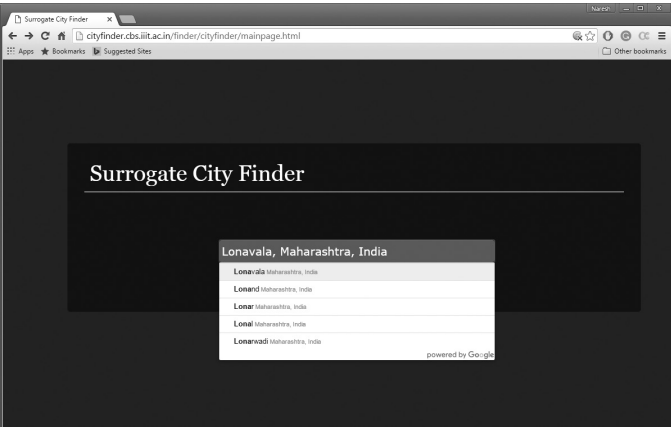 Naresh
Surrogate City Finder
cityfinder.cbs.iiit.ac.in/finder/cityfinder/mainpage.html
Apps Bookmarks Suggested Sites Other bookmarks
Surrogate City Finder
Lonavala, Maharashtra, India
Lonavala Maharashtra, India
Lonand Maharashtra, India
Lonar Maharashtra, India
Lonal Maharashtra, India
Lonarwadi Maharashtra, India
powered by Google